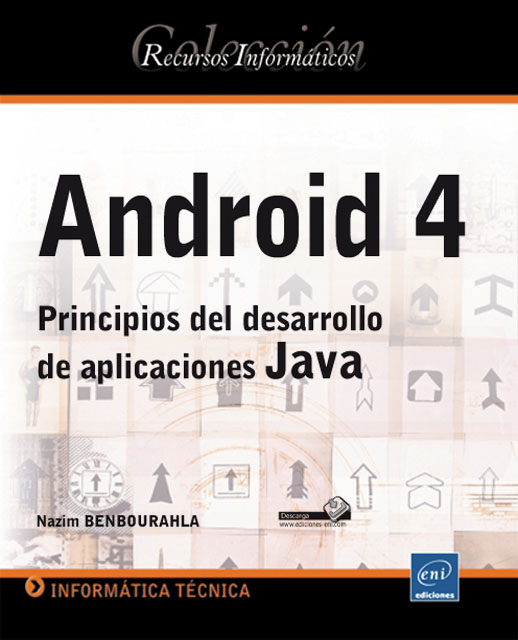 Colección
Recursos Informáticos
Android 4
Principios del desarrollo
de aplicaciones Java
Nazim BENBOURAHLA
Descarga
www.ediciones-eni.com
INFORMÁTICA TÉCNICA
eni
ediciones